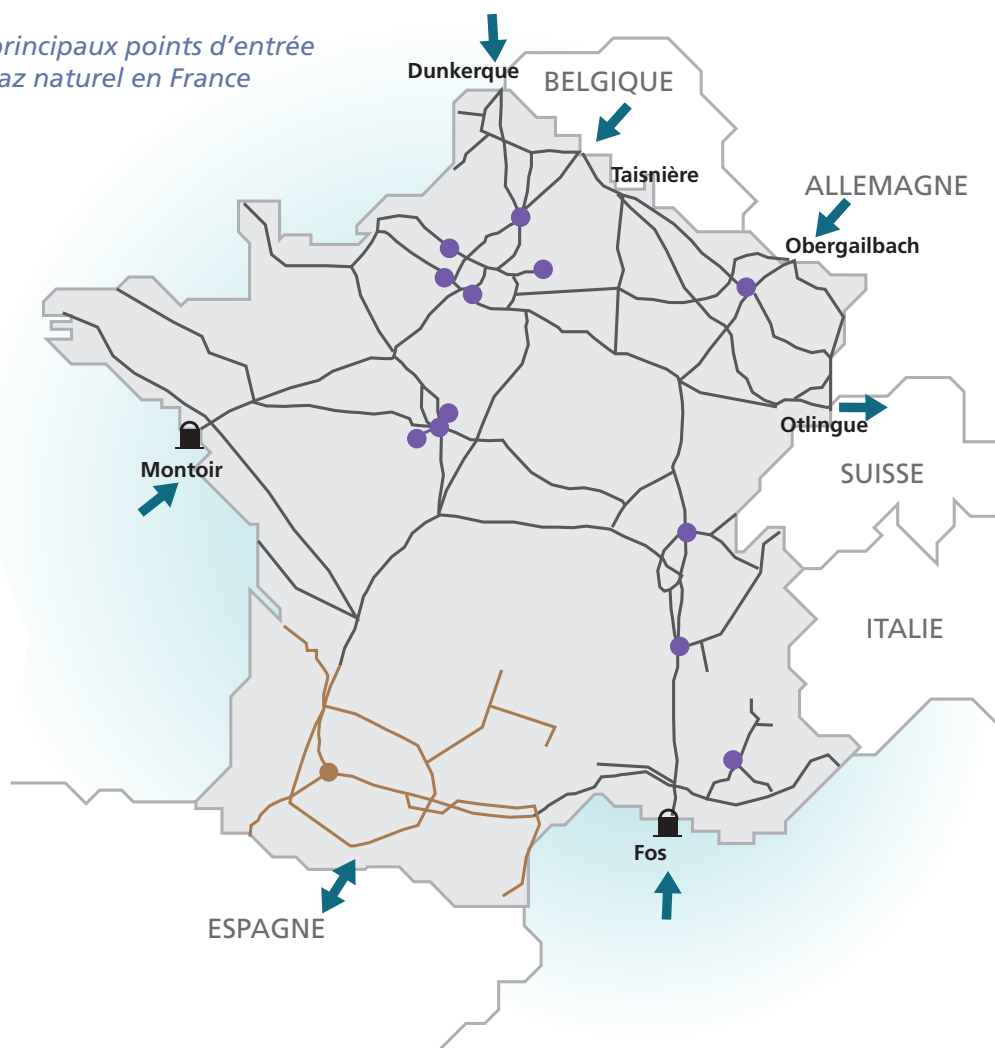 principaux points d'entrée
az naturel en France
Dunkerque
BELGIQUE
Taisnière
ALLEMAGNE
Obergailbach
Otlingue
SUISSE
Montoir
ITALIE
Fos
ESPAGNE